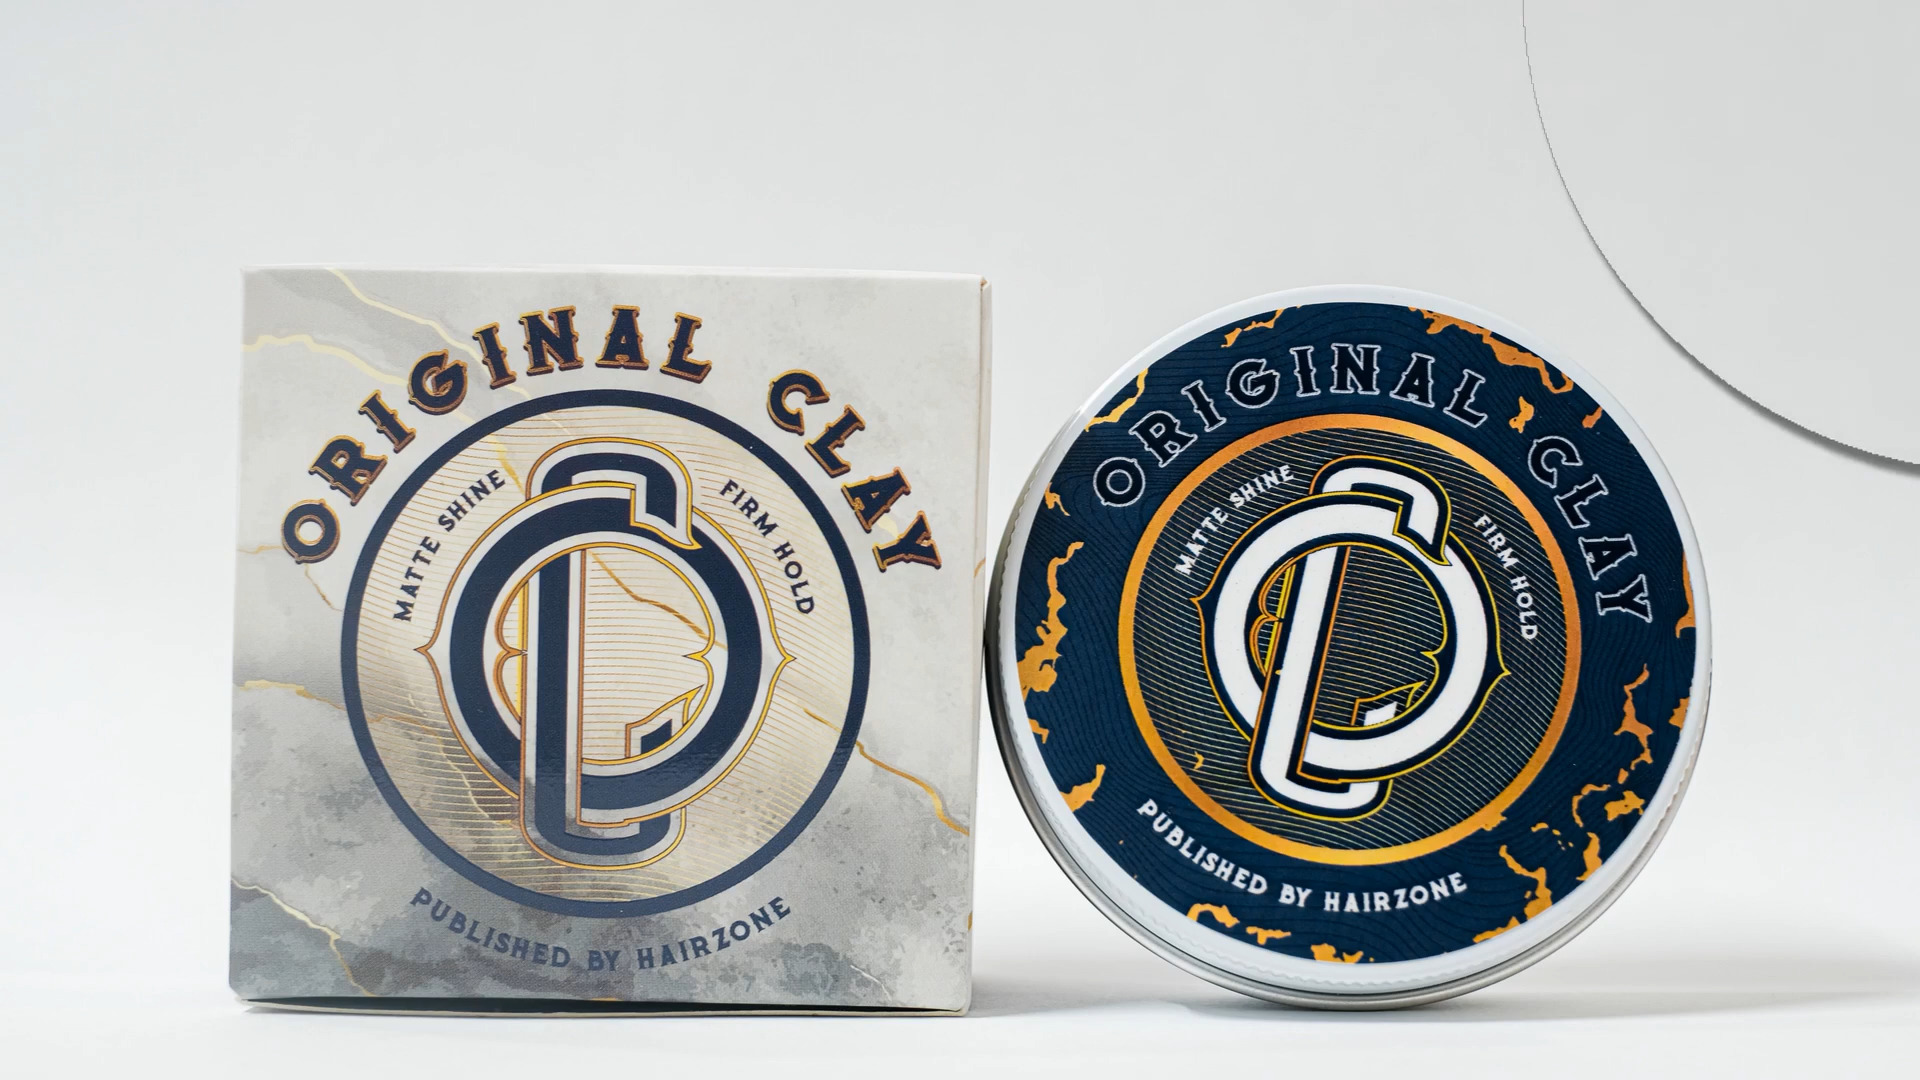 ORIGINAL CLAY
MATTE SHINE
FIRM HOLD
PUBLISHED BY HAIRZONE
ORIGINAL CLAY
MATTE SHINE
FIRM HOLD
PUBLISHED BY HAIRZONE